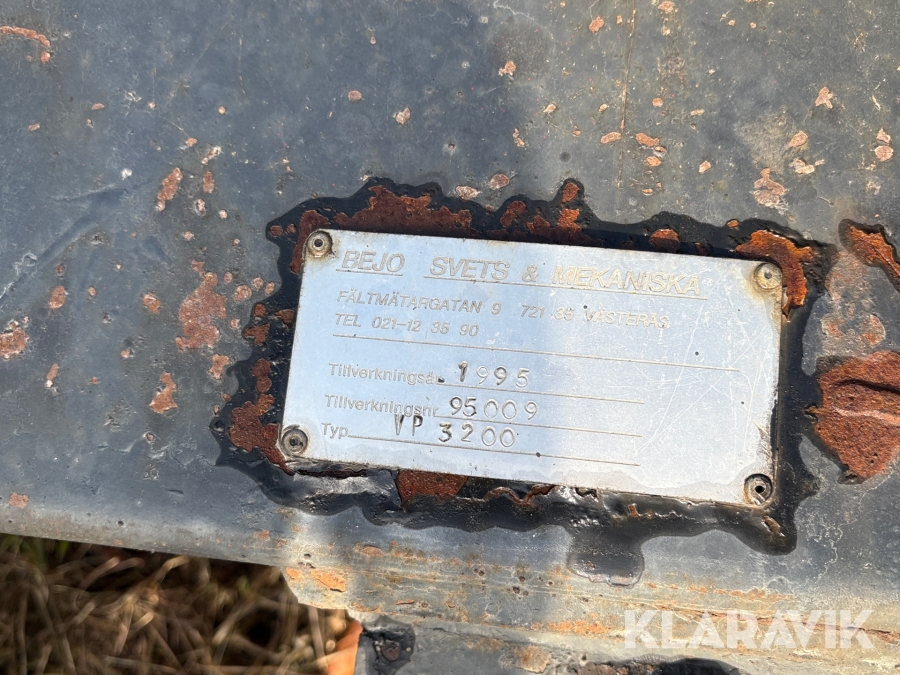 BEJO SVETS & MEKANISKA
FÄLTMÄTARGATAN 9 721 35 VÄSTERÅS
TEL 021-12 35 90
Tillverkningsår 1995
Tillverkningsnr 95009
Typ VP 3200
KLARAVIK